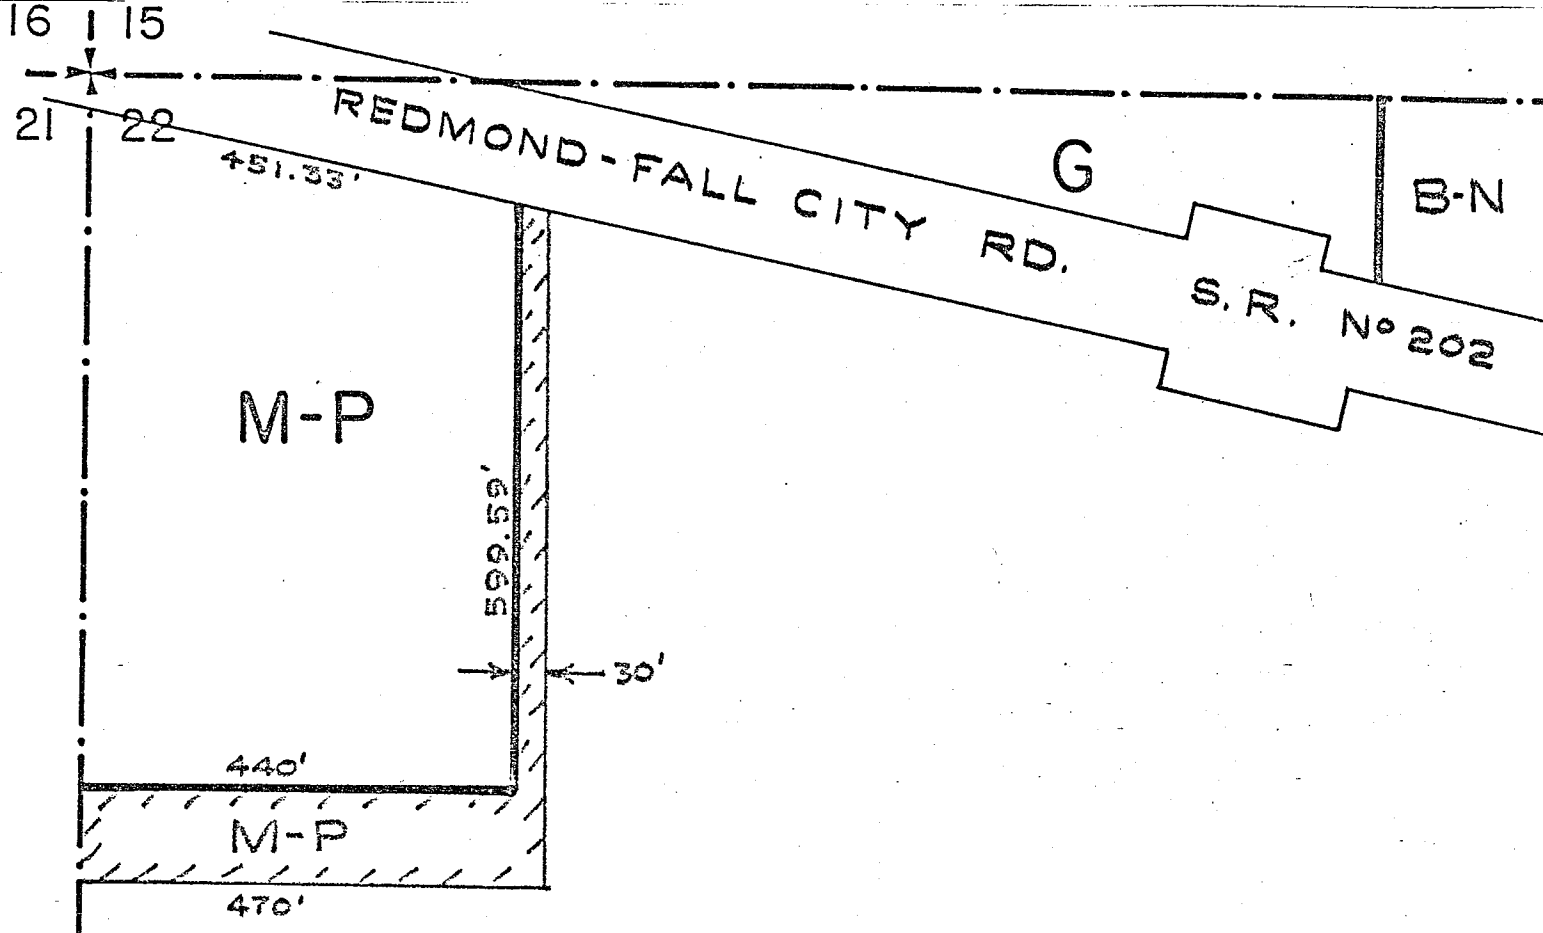 16 15
21 22
451.33'
REDMOND - FALL CITY RD.
S.R. Nº 202
G
B-N
M-P
599.59'
30'
440'
M-P
470'